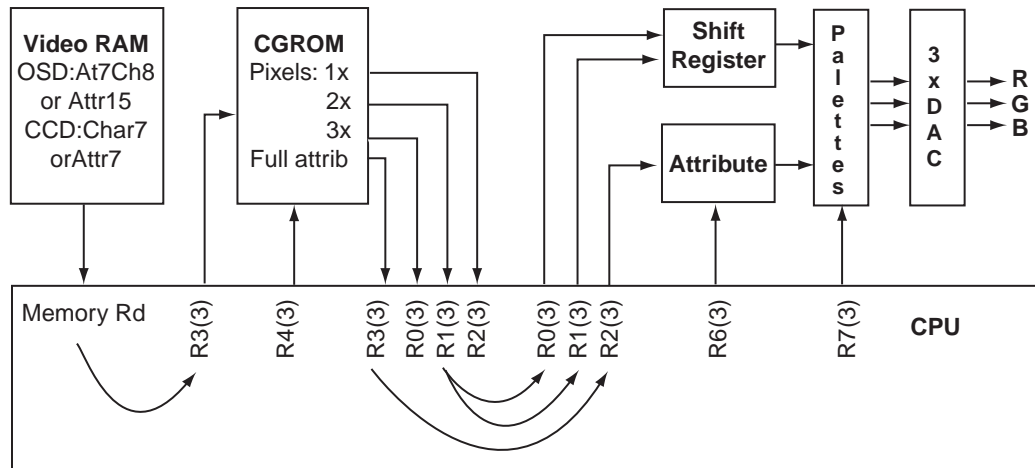 Video RAM
OSD:At7Ch8
or Attr15
CCD:Char7
orAttr7
CGROM
Pixels: 1x
2x
3x
Full attrib
Shift
Register
Attribute
Palettes
3xDAC
R
G
B
Memory Rd
R3(3)
R4(3)
R3(3)
R0(3)
R1(3)
R2(3)
R0(3)
R1(3)
R2(3)
R6(3)
R7(3)
CPU